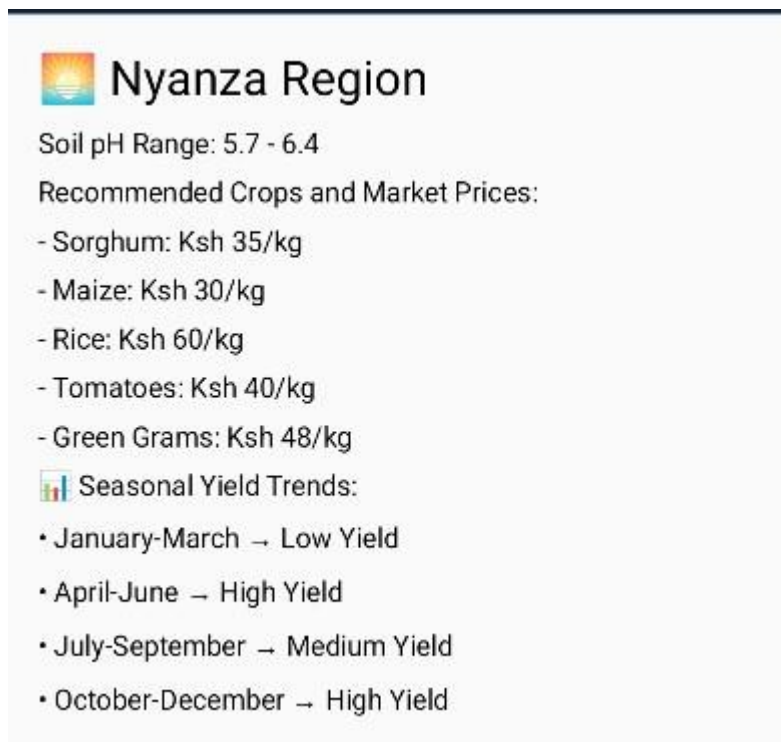 🌅 Nyanza Region
Soil pH Range: 5.7 - 6.4
Recommended Crops and Market Prices:
- Sorghum: Ksh 35/kg
- Maize: Ksh 30/kg
- Rice: Ksh 60/kg
- Tomatoes: Ksh 40/kg
- Green Grams: Ksh 48/kg
📊 Seasonal Yield Trends:
• January-March → Low Yield
• April-June → High Yield
• July-September → Medium Yield
• October-December → High Yield